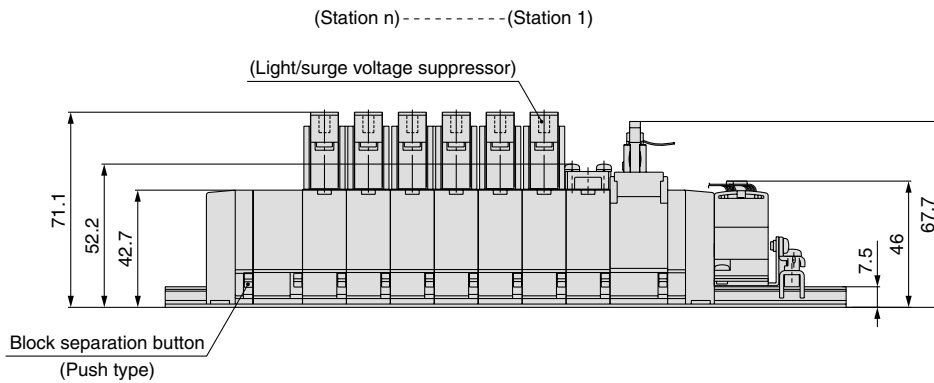 (Station n)----------(Station 1)
(Light/surge voltage suppressor)
71.1
52.2
42.7
7.5
46
67.7
Block separation button
(Push type)